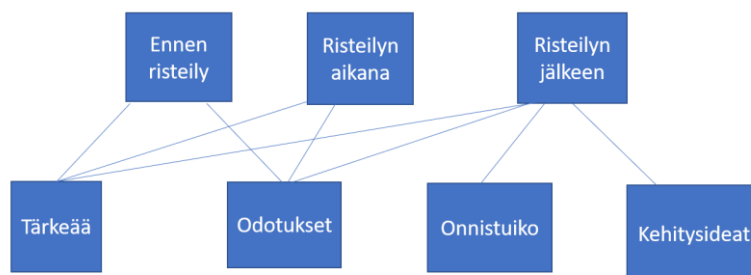 Ennen
risteily
Risteilyn
aikana
Risteilyn
jälkeen
Tärkeää
Odotukset
Onnistuiko
Kehitysideat